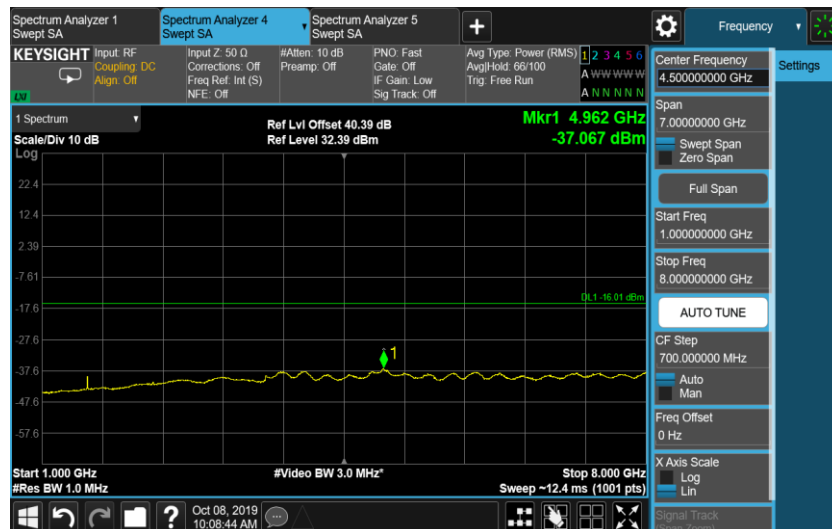 Spectrum Analyzer 1
Swept SA
Spectrum Analyzer 4
Swept SA
Spectrum Analyzer 5
Swept SA
Frequency
KEYSIGHT
Input: RF
Coupling: DC
Align: Off
Input Z: 50 Ω
Corrections: Off
Freq Ref: Int (S)
NFE: Off
#Atten: 10 dB
Preamp: Off
PNO: Fast
Gate: Off
IF Gain: Low
Sig Track: Off
Avg Type: Power (RMS)
Avg|Hold: 66/100
Trig: Free Run
1 2 3 4 5 6
A W W W W W
A N N N N N
LXI
1 Spectrum
Scale/Div 10 dB
Ref Lvl Offset 40.39 dB
Ref Level 32.39 dBm
Mkr1 4.962 GHz
-37.067 dBm
Log
22.4
12.4
2.39
-7.61
-17.6
-27.6
-37.6
-47.6
-57.6
DL1 -16.01 dBm
1
Start 1.000 GHz
#Res BW 1.0 MHz
#Video BW 3.0 MHz*
Stop 8.000 GHz
Sweep ~12.4 ms (1001 pts)
Center Frequency
4.500000000 GHz
Settings
Span
7.00000000 GHz
Swept Span
Zero Span
Full Span
Start Freq
1.000000000 GHz
Stop Freq
8.000000000 GHz
AUTO TUNE
CF Step
700.000000 MHz
Auto
Man
Freq Offset
0 Hz
X Axis Scale
Log
Lin
Signal Track
(Span Zoom)
?
Oct 08, 2019
10:08:44 AM